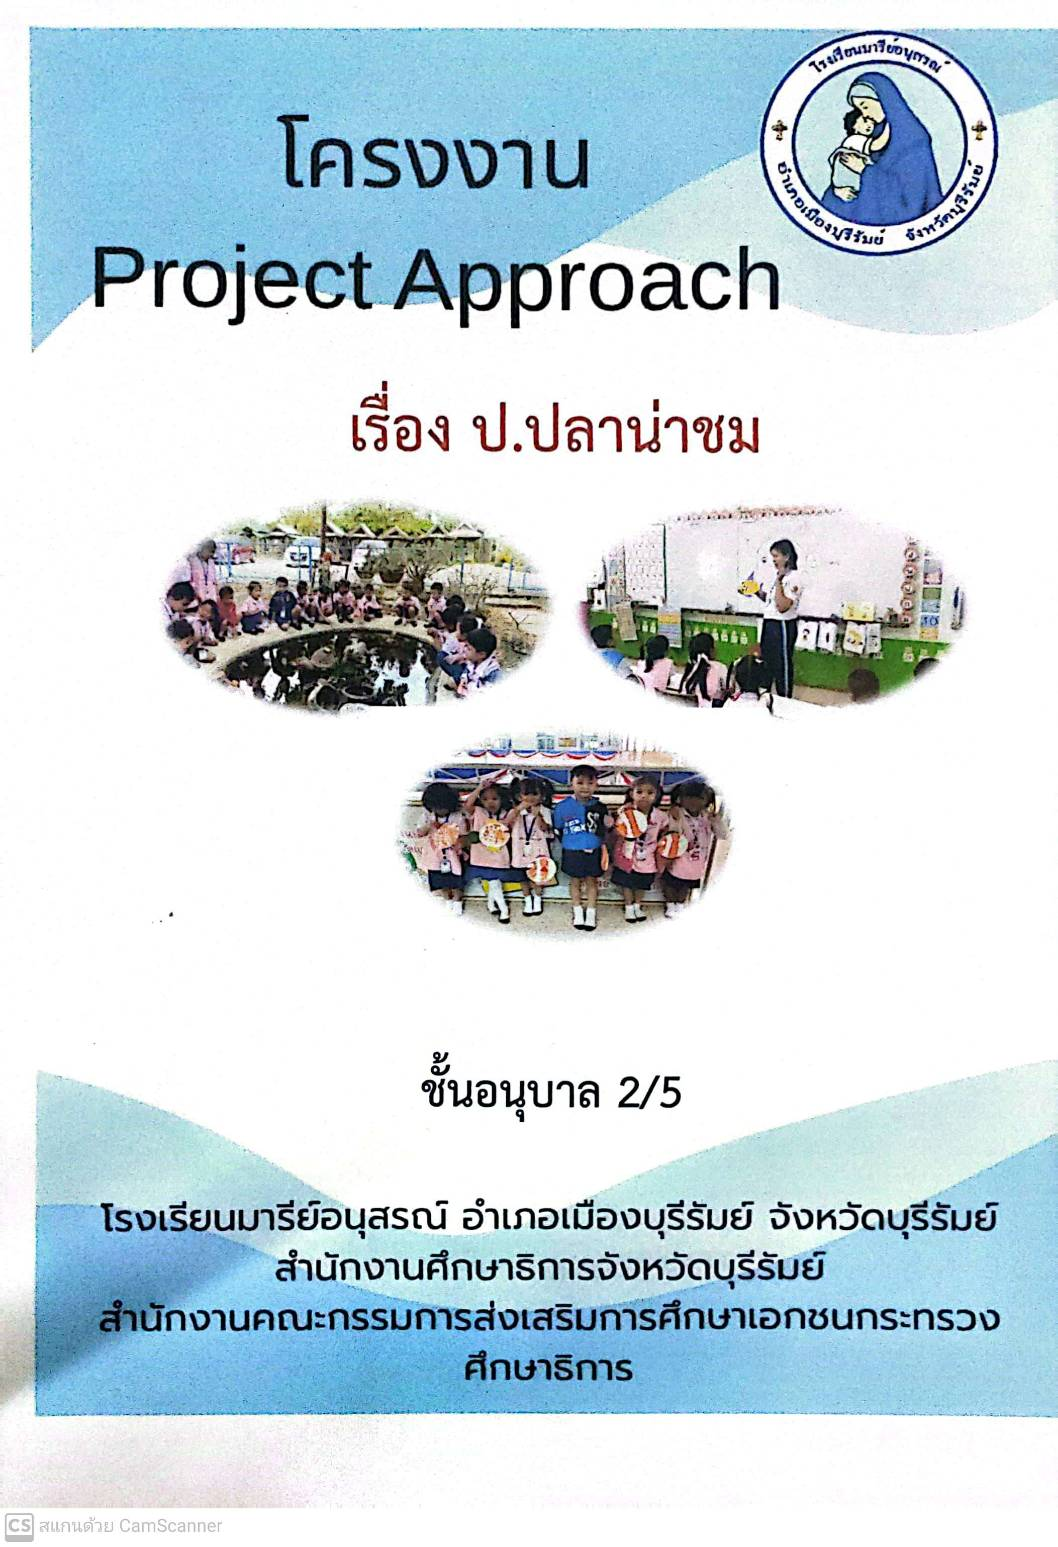 โรงเรียนมารีย์อนุสรณ์
อำเภอเมืองบุรีรัมย์ จังหวัดบุรีรัมย์
โครงงาน
Project Approach
เรื่อง ป.ปลาน่าชม
ชั้นอนุบาล 2/5
โรงเรียนมารีย์อนุสรณ์ อำเภอเมืองบุรีรัมย์ จังหวัดบุรีรัมย์
สำนักงานศึกษาธิการจังหวัดบุรีรัมย์
สำนักงานคณะกรรมการส่งเสริมการศึกษาเอกชนกระทรวง
ศึกษาธิการ
CS สแกนด้วย CamScanner